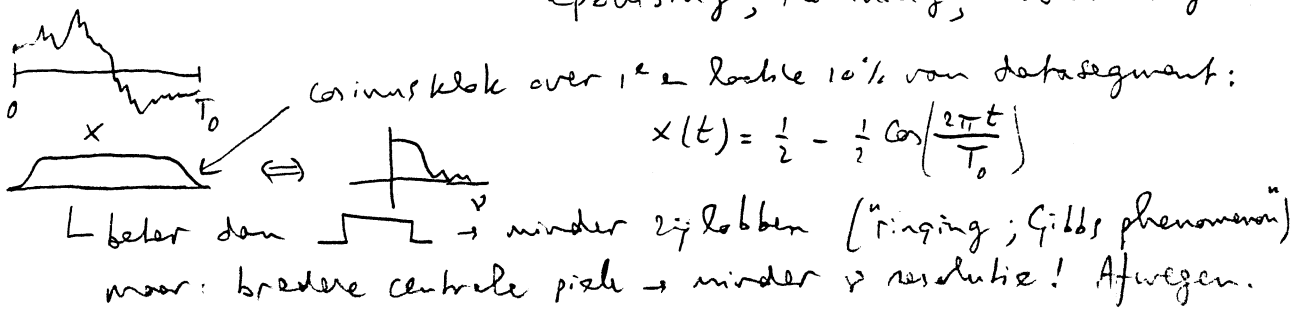 cosinusklok over 1e en laatste 10% van datasegment:
0 T₀
x(t) = 1/2 - 1/2 cos(2πt/T₀)
X ⇔ ν
└ beter dan → minder zijlobben ("ringing; Gibbs phenomenon")
maar: bredere centrale piek → minder ν resolutie! Afwegen.